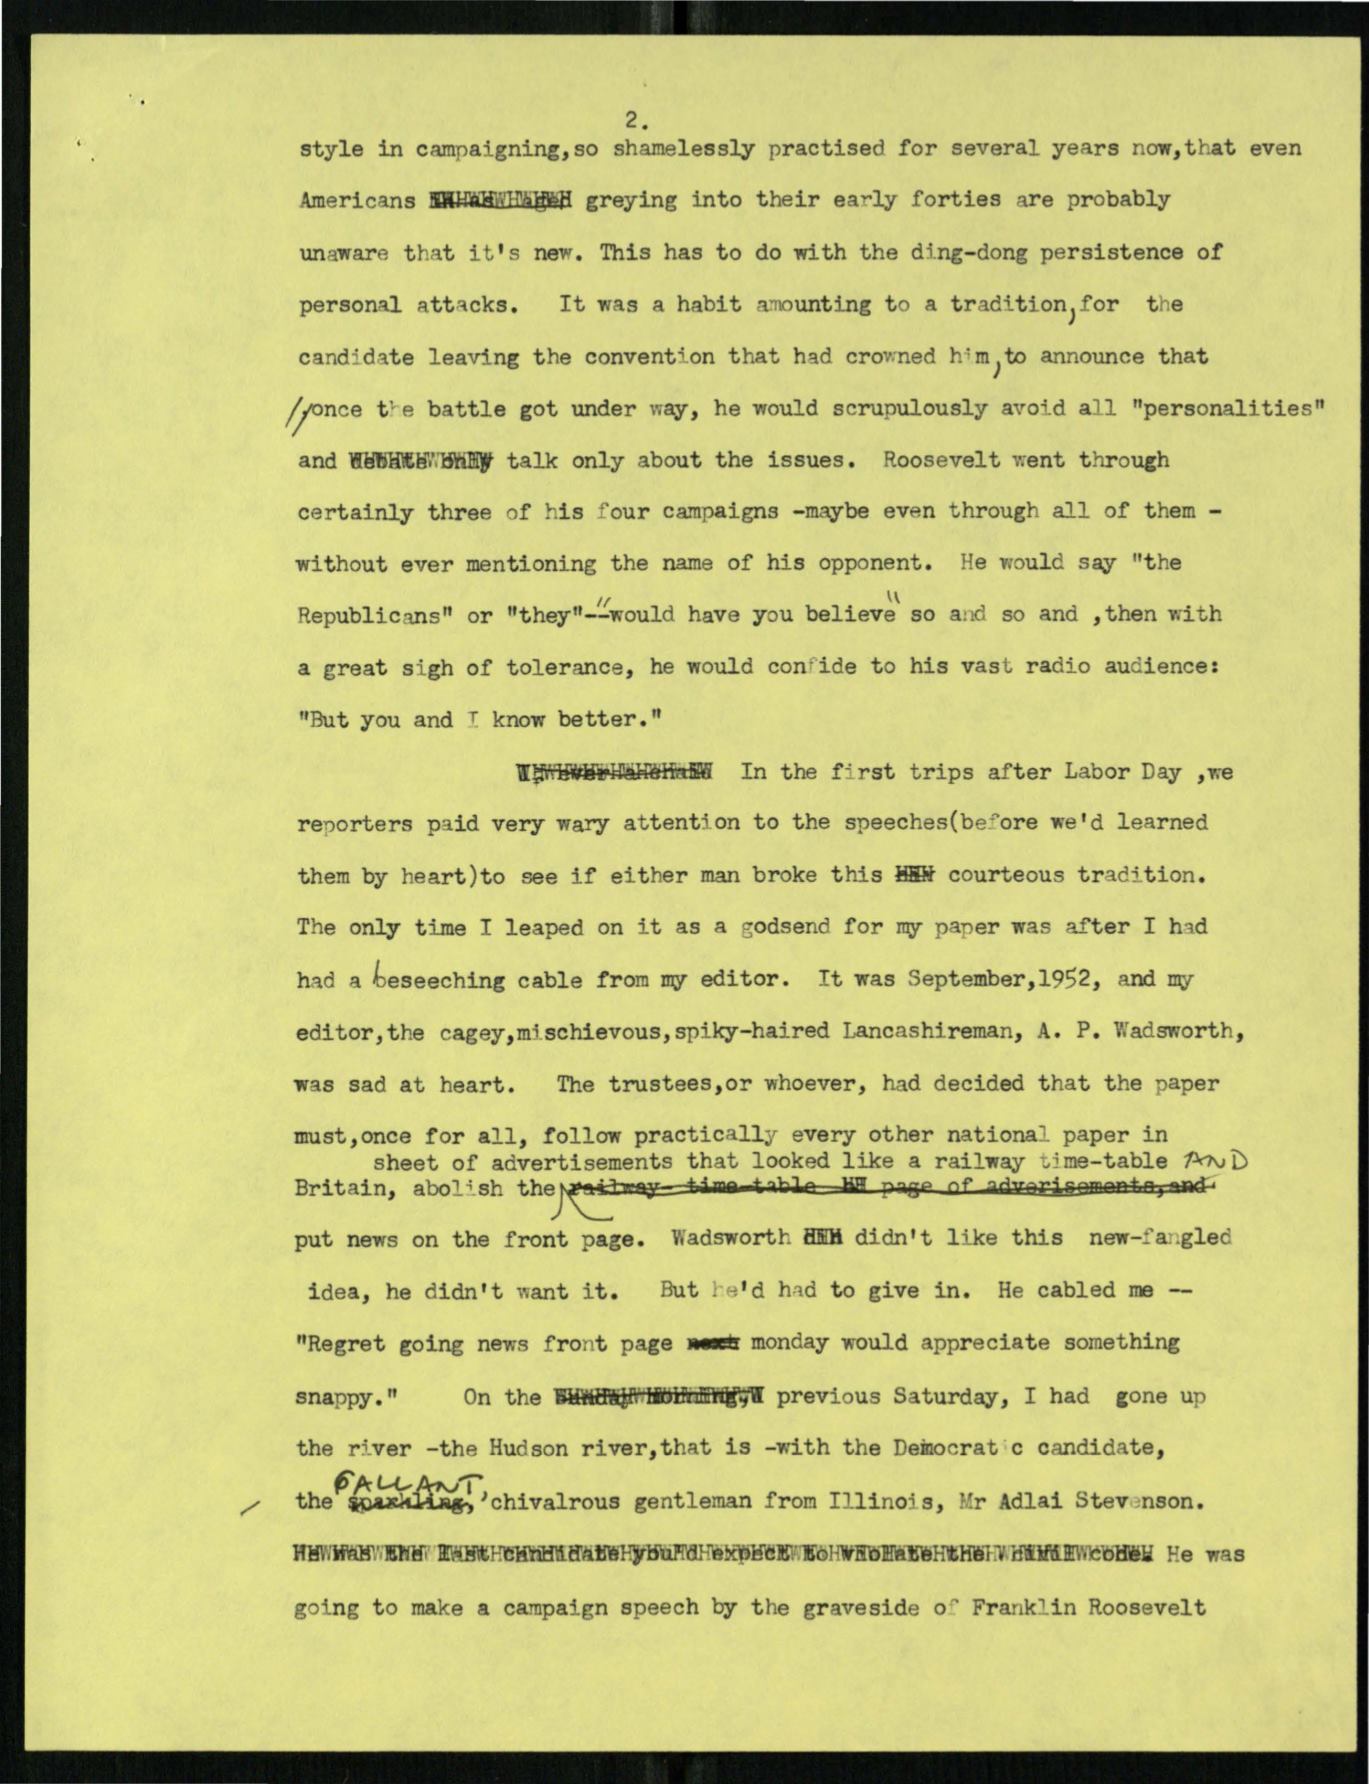 2.
style in campaigning,so shamelessly practised for several years now,that even
Americans greying into their early forties are probably
unaware that it's new. This has to do with the ding-dong persistence of
personal attacks. It was a habit amounting to a tradition,for the
candidate leaving the convention that had crowned him,to announce that
once the battle got under way, he would scrupulously avoid all "personalities"
and debate only talk only about the issues. Roosevelt went through
certainly three of his four campaigns -maybe even through all of them -
without ever mentioning the name of his opponent. He would say "the
Republicans" or "they"--"would have you believe" so and so and ,then with
a great sigh of tolerance, he would confide to his vast radio audience:
"But you and I know better."
In the first trips after Labor Day ,we
reporters paid very wary attention to the speeches(before we'd learned
them by heart)to see if either man broke this courteous tradition.
The only time I leaped on it as a godsend for my paper was after I had
had a beseeching cable from my editor. It was September,1952, and my
editor,the cagey,mischievous,spiky-haired Lancashireman, A. P. Wadsworth,
was sad at heart. The trustees,or whoever, had decided that the paper
must,once for all, follow practically every other national paper in
sheet of advertisements that looked like a railway time-table AND
Britain, abolish the railway- time-table page of adverisements,and
put news on the front page. Wadsworth didn't like this new-fangled
idea, he didn't want it. But he'd had to give in. He cabled me --
"Regret going news front page next monday would appreciate something
snappy." On the Sunday morning, previous Saturday, I had gone up
the river -the Hudson river,that is -with the Democratic candidate,
GALLANT
the sparkling, 'chivalrous gentleman from Illinois, Mr Adlai Stevenson.
He was the last candidate you'd expect to violate the code. He was
going to make a campaign speech by the graveside of Franklin Roosevelt